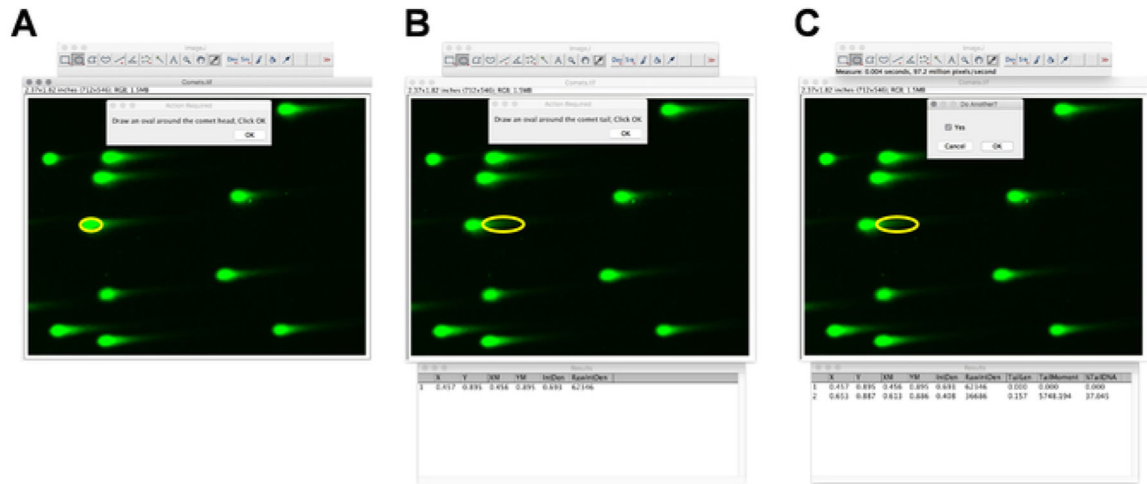 A
ImageJ
Comets.tif
2.37x1.82 inches (712x546); RGB; 1.5MB
Action Required
Draw an oval around the comet head, Click OK
OK
B
ImageJ
Comets.tif
2.37x1.82 inches (712x546); RGB; 1.5MB
Action Required
Draw an oval around the comet tail, Click OK
OK
Results
X Y XM YM IntDen RawIntDen
1 0.457 0.895 0.456 0.895 0.693 62346
C
ImageJ
Measure: 0.004 seconds, 97.2 million pixels/second
Comets.tif
2.37x1.82 inches (712x546); RGB; 1.5MB
Do Another?
Yes
Cancel OK
Results
X Y XM YM IntDen RawIntDen TailLen TailMoment %TailDNA
1 0.457 0.895 0.456 0.895 0.693 62346 0.000 0.000 0.000
2 0.653 0.887 0.613 0.886 0.408 36686 0.157 5748.194 37.045